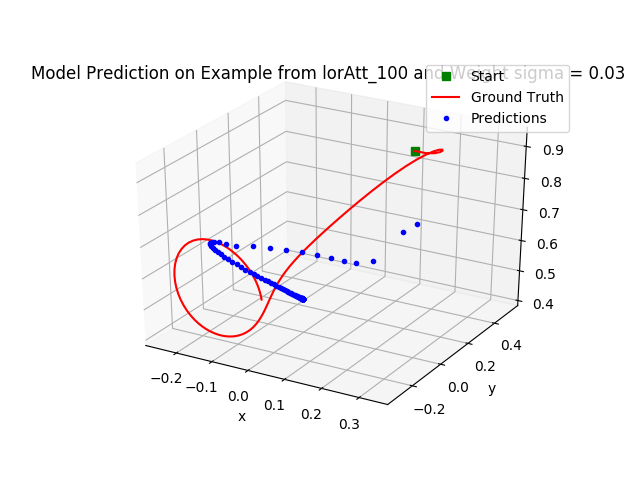 Model Prediction on Example from lorAtt_100 and Weight sigma = 0.03
Start
Ground Truth
Predictions
0.9
0.8
0.7
0.6
0.5
0.4
0.4
0.2
0.0
−0.2
y
−0.2
−0.1
0.0
0.1
0.2
0.3
x